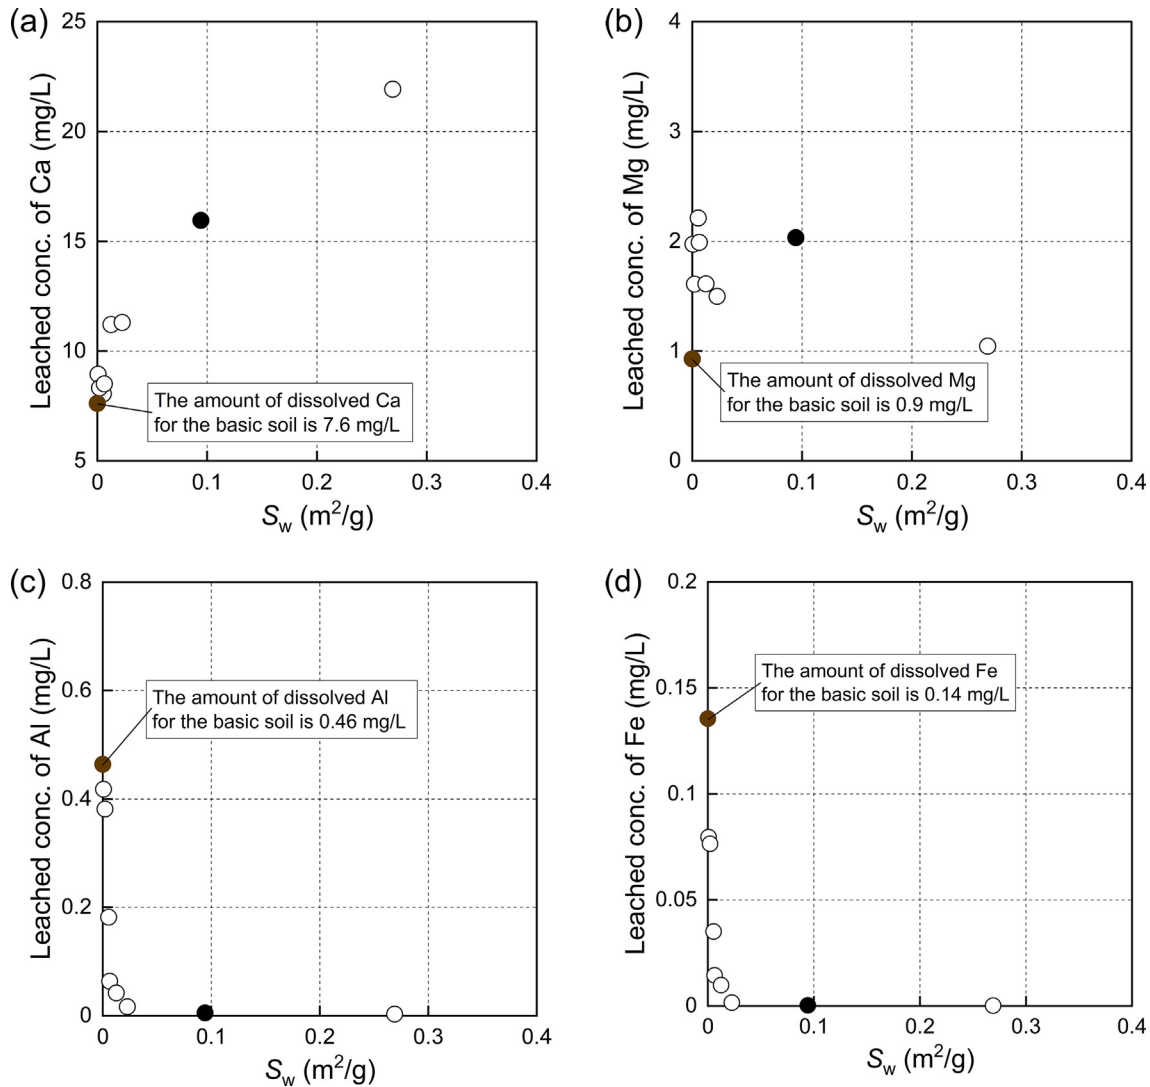 (a)
25
20
15
10
5
Leached conc. of Ca (mg/L)
The amount of dissolved Ca
for the basic soil is 7.6 mg/L
0
0.1
0.2
0.3
0.4
Sw (m2/g)
(b)
4
3
2
1
0
Leached conc. of Mg (mg/L)
The amount of dissolved Mg
for the basic soil is 0.9 mg/L
0
0.1
0.2
0.3
0.4
Sw (m2/g)
(c)
0.8
0.6
0.4
0.2
0
Leached conc. of Al (mg/L)
The amount of dissolved Al
for the basic soil is 0.46 mg/L
0
0.1
0.2
0.3
0.4
Sw (m2/g)
(d)
0.2
0.15
0.1
0.05
0
Leached conc. of Fe (mg/L)
The amount of dissolved Fe
for the basic soil is 0.14 mg/L
0
0.1
0.2
0.3
0.4
Sw (m2/g)